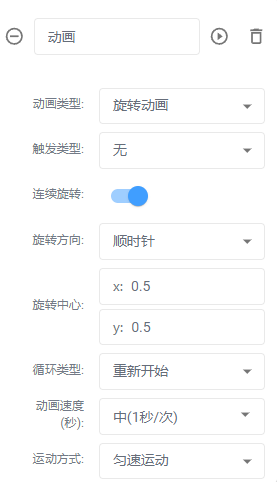 动画
动画类型: 旋转动画
触发类型: 无
连续旋转:
旋转方向: 顺时针
旋转中心:
x: 0.5
y: 0.5
循环类型: 重新开始
动画速度
(秒): 中(1秒/次)
运动方式: 匀速运动